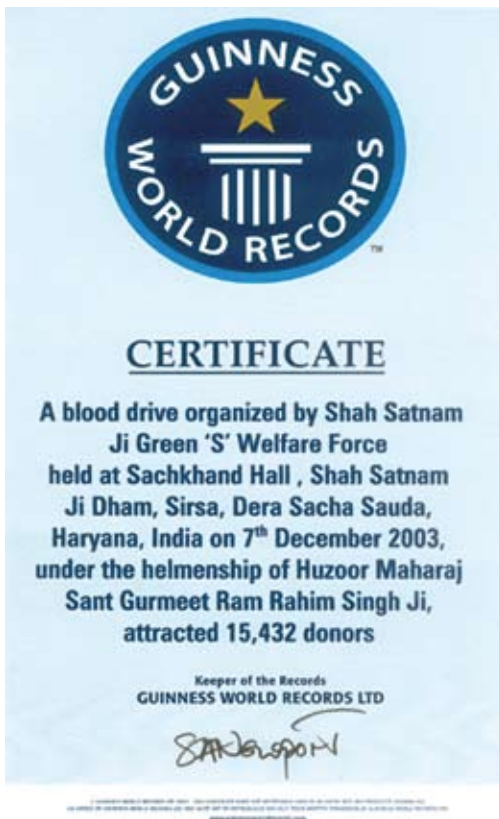 GUINNESS
WORLD RECORDS
TM
CERTIFICATE
A blood drive organized by Shah Satnam
Ji Green 'S' Welfare Force
held at Sachkhand Hall , Shah Satnam
Ji Dham, Sirsa, Dera Sacha Sauda,
Haryana, India on 7th December 2003,
under the helmenship of Huzoor Maharaj
Sant Gurmeet Ram Rahim Singh Ji,
attracted 15,432 donors
Keeper of the Records
GUINNESS WORLD RECORDS LTD